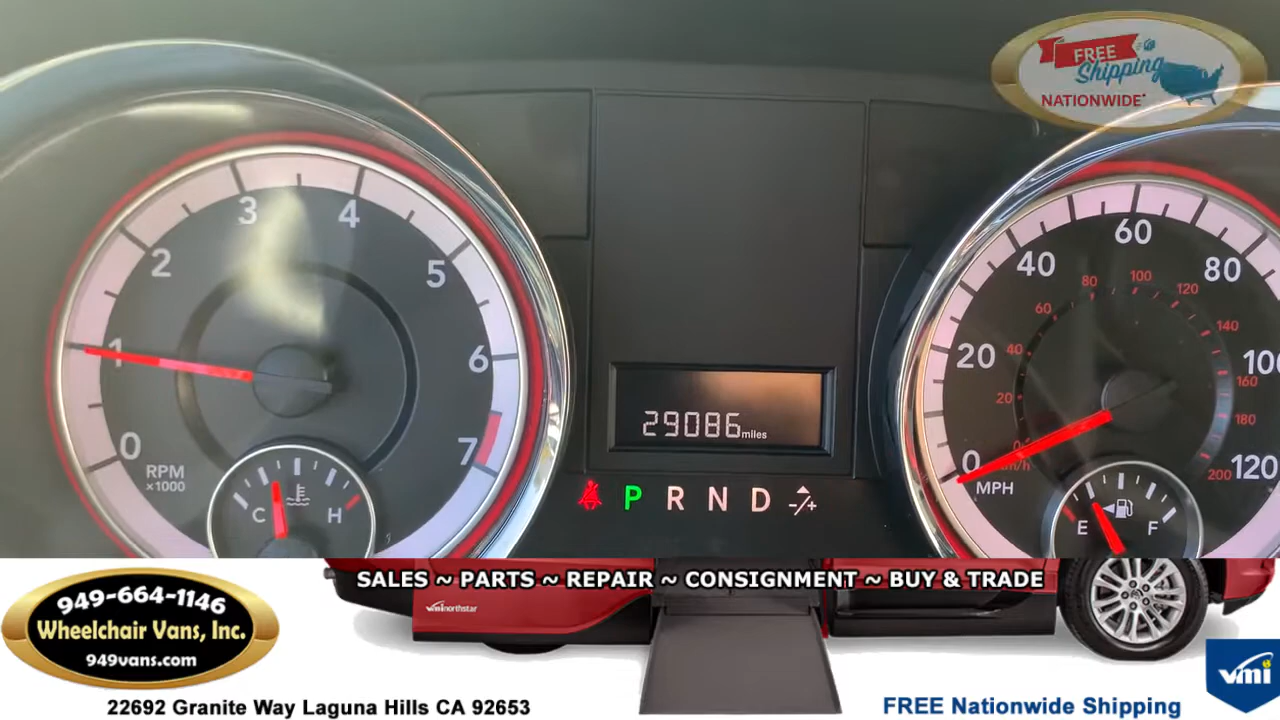 FREE
Shipping
NATIONWIDE*
1
2
3
4
5
6
7
0
RPM
×1000
C H
29086 miles
P R N D -/+
0
20
40
60
80
100
120
MPH
20
40
60
80
100
120
140
160
180
200
km/h
E F
SALES ~ PARTS ~ REPAIR ~ CONSIGNMENT ~ BUY & TRADE
949-664-1146
Wheelchair Vans, Inc.
949vans.com
vmi northstar
vmi
22692 Granite Way Laguna Hills CA 92653
FREE Nationwide Shipping